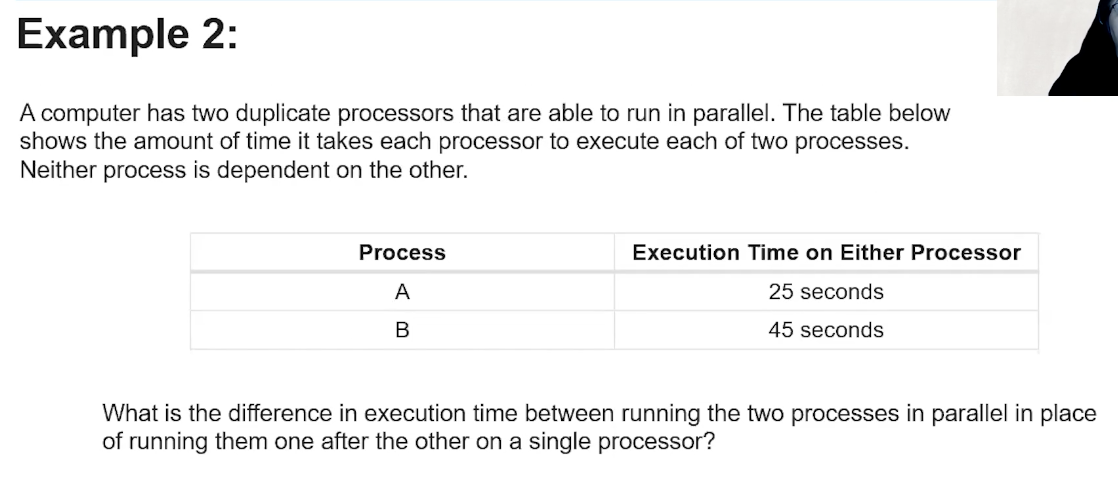 Example 2:
A computer has two duplicate processors that are able to run in parallel. The table below
shows the amount of time it takes each processor to execute each of two processes.
Neither process is dependent on the other.
Process Execution Time on Either Processor
A 25 seconds
B 45 seconds
What is the difference in execution time between running the two processes in parallel in place
of running them one after the other on a single processor?